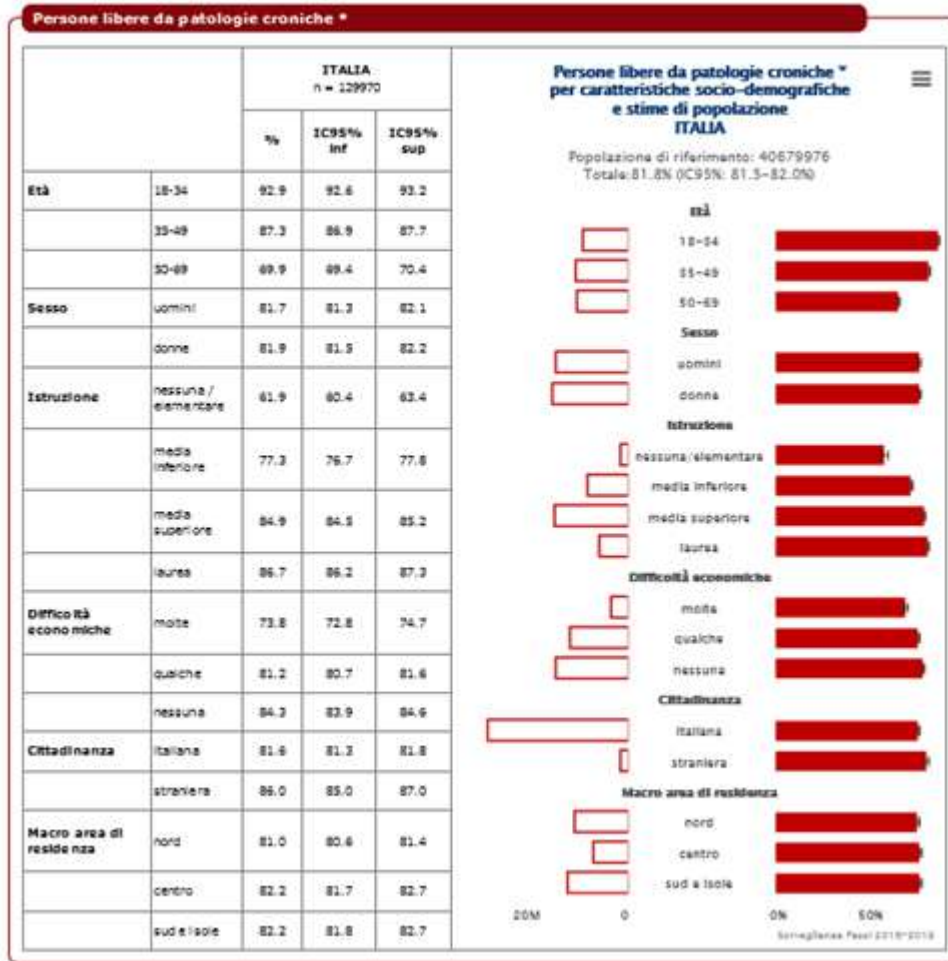 Persone libere da patologie croniche *
ITALIA
n = 129970
% IC95% inf IC95% sup
Età 18-34 92.9 92.6 93.2
35-49 87.3 86.9 87.7
50-69 69.9 69.4 70.4
Sesso uomini 81.7 81.3 82.1
donne 81.9 81.5 82.2
Istruzione nessuna / elementare 61.9 60.4 63.4
media inferiore 77.3 76.7 77.8
media superiore 84.9 84.5 85.2
laurea 86.7 86.2 87.3
Difficoltà economiche molte 73.8 72.8 74.7
qualche 81.2 80.7 81.6
nessuna 84.3 83.9 84.6
Cittadinanza italiana 81.6 81.3 81.8
straniera 86.0 85.0 87.0
Macro area di residenza nord 81.0 80.6 81.4
centro 82.2 81.7 82.7
sud e isole 82.2 81.8 82.7
Persone libere da patologie croniche *
per caratteristiche socio-demografiche
e stime di popolazione
ITALIA
Popolazione di riferimento: 40679976
Totale:81.8% (IC95%: 81.5-82.0%)
Età
18-34
35-49
50-69
Sesso
uomini
donne
Istruzione
nessuna/elementare
media inferiore
media superiore
laurea
Difficoltà economiche
molte
qualche
nessuna
Cittadinanza
italiana
straniera
Macro area di residenza
nord
centro
sud e isole
20M 0 0% 50%
Sorveglianza Passi